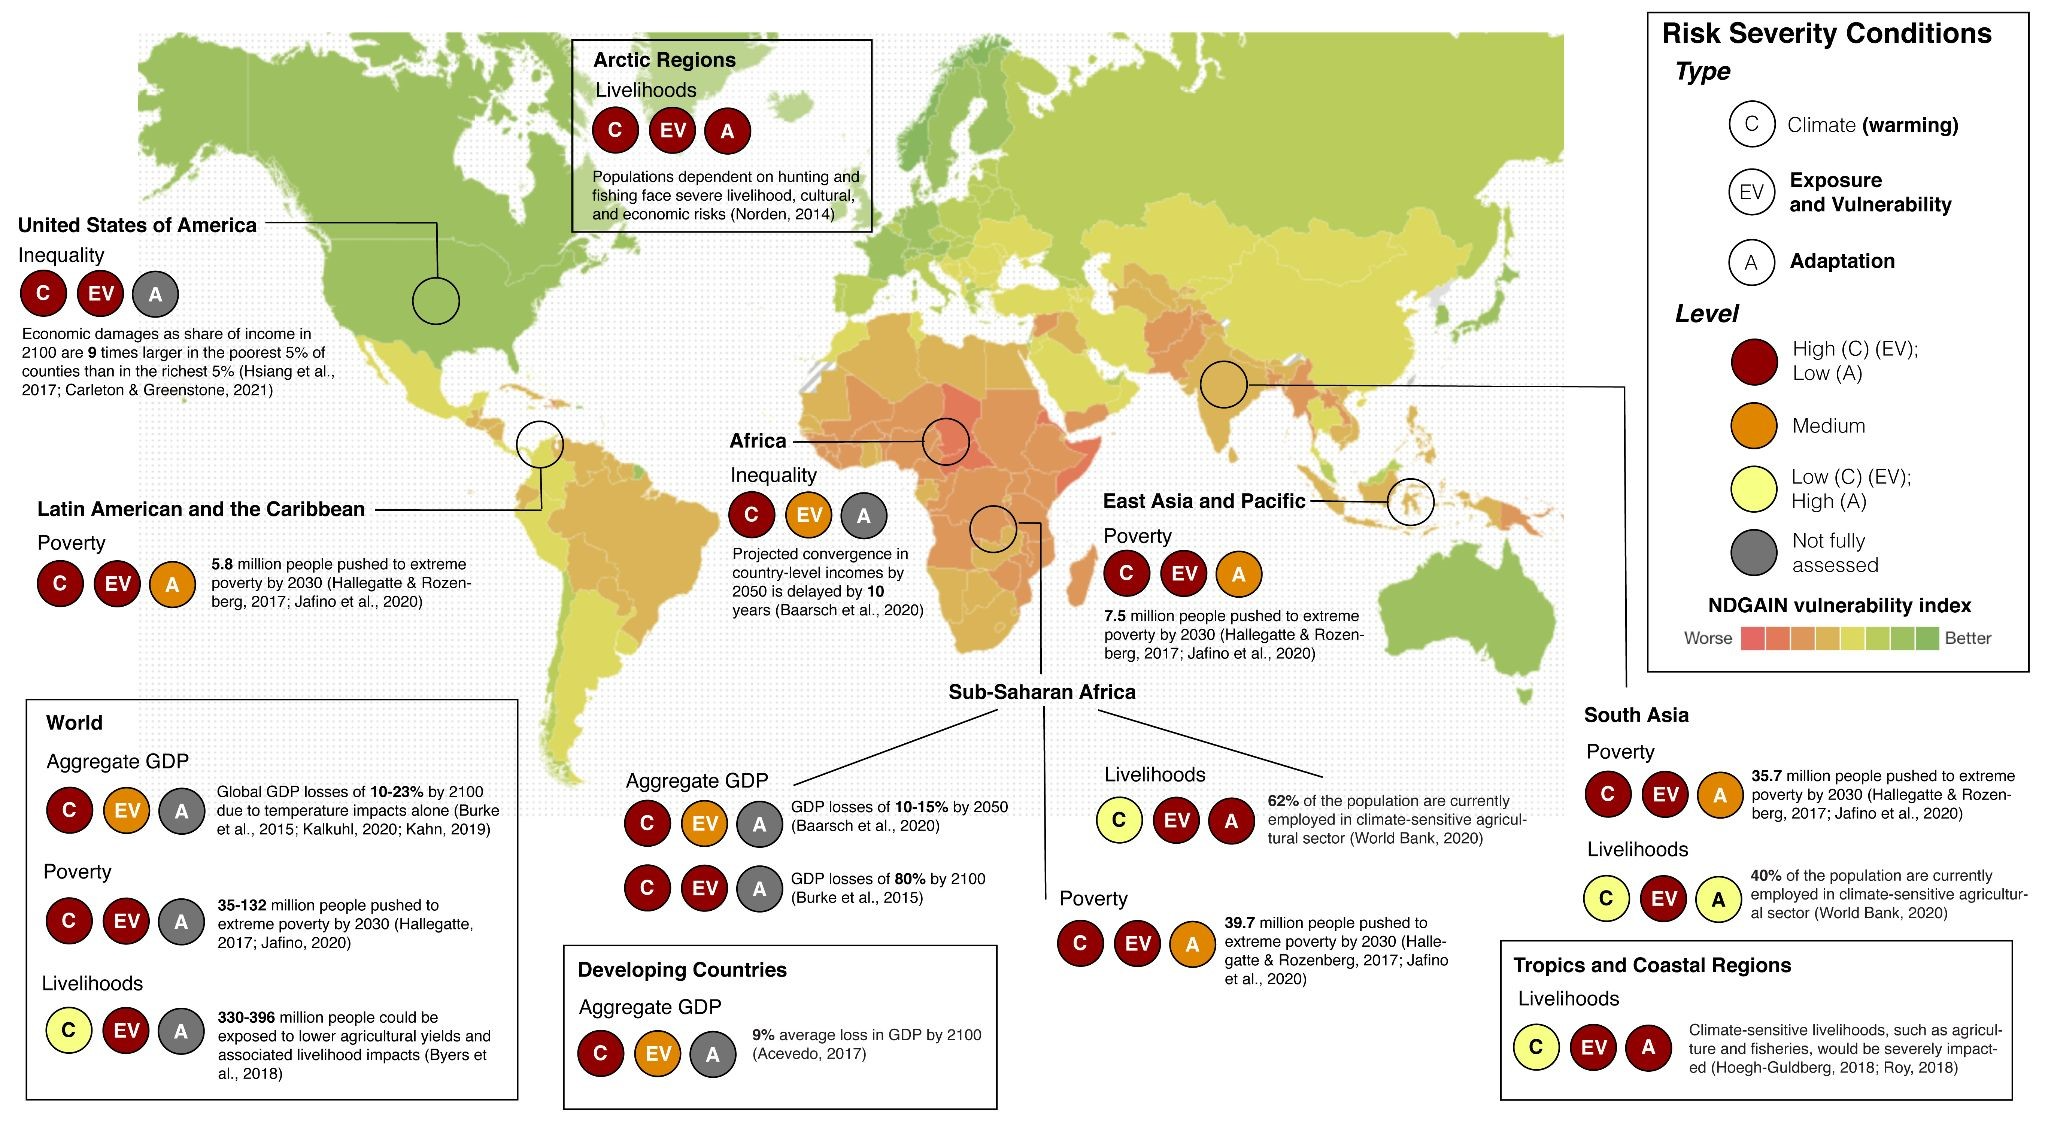 Arctic Regions
Livelihoods
C EV A
Populations dependent on hunting and
fishing face severe livelihood, cultural,
and economic risks (Norden, 2014)
United States of America
Inequality
C EV A
Economic damages as share of income in
2100 are 9 times larger in the poorest 5% of
counties than in the richest 5% (Hsiang et al.,
2017; Carleton & Greenstone, 2021)
Latin American and the Caribbean
Poverty
C EV A
5.8 million people pushed to extreme
poverty by 2030 (Hallegatte & Rozen-
berg, 2017; Jafino et al., 2020)
Africa
Inequality
C EV A
Projected convergence in
country-level incomes by
2050 is delayed by 10
years (Baarsch et al., 2020)
East Asia and Pacific
Poverty
C EV A
7.5 million people pushed to extreme
poverty by 2030 (Hallegatte & Rozen-
berg, 2017; Jafino et al., 2020)
Risk Severity Conditions
Type
C Climate (warming)
EV Exposure
and Vulnerability
A Adaptation
Level
High (C) (EV);
Low (A)
Medium
Low (C) (EV);
High (A)
Not fully
assessed
NDGAIN vulnerability index
Worse Better
World
Aggregate GDP
C EV A
Global GDP losses of 10-23% by 2100
due to temperature impacts alone (Burke
et al., 2015; Kalkuhl, 2020; Kahn, 2019)
Poverty
C EV A
35-132 million people pushed to
extreme poverty by 2030 (Hallegatte,
2017; Jafino, 2020)
Livelihoods
C EV A
330-396 million people could be
exposed to lower agricultural yields and
associated livelihood impacts (Byers et
al., 2018)
Sub-Saharan Africa
Aggregate GDP
C EV A
GDP losses of 10-15% by 2050
(Baarsch et al., 2020)
C EV A
GDP losses of 80% by 2100
(Burke et al., 2015)
Livelihoods
C EV A
62% of the population are currently
employed in climate-sensitive agricul-
tural sector (World Bank, 2020)
Poverty
C EV A
39.7 million people pushed to
extreme poverty by 2030 (Halle-
gatte & Rozenberg, 2017; Jafino
et al., 2020)
Developing Countries
Aggregate GDP
C EV A
9% average loss in GDP by 2100
(Acevedo, 2017)
South Asia
Poverty
C EV A
35.7 million people pushed to extreme
poverty by 2030 (Hallegatte & Rozen-
berg, 2017; Jafino et al., 2020)
Livelihoods
C EV A
40% of the population are currently
employed in climate-sensitive agricultur-
al sector (World Bank, 2020)
Tropics and Coastal Regions
Livelihoods
C EV A
Climate-sensitive livelihoods, such as agricul-
ture and fisheries, would be severely impact-
ed (Hoegh-Guldberg, 2018; Roy, 2018)